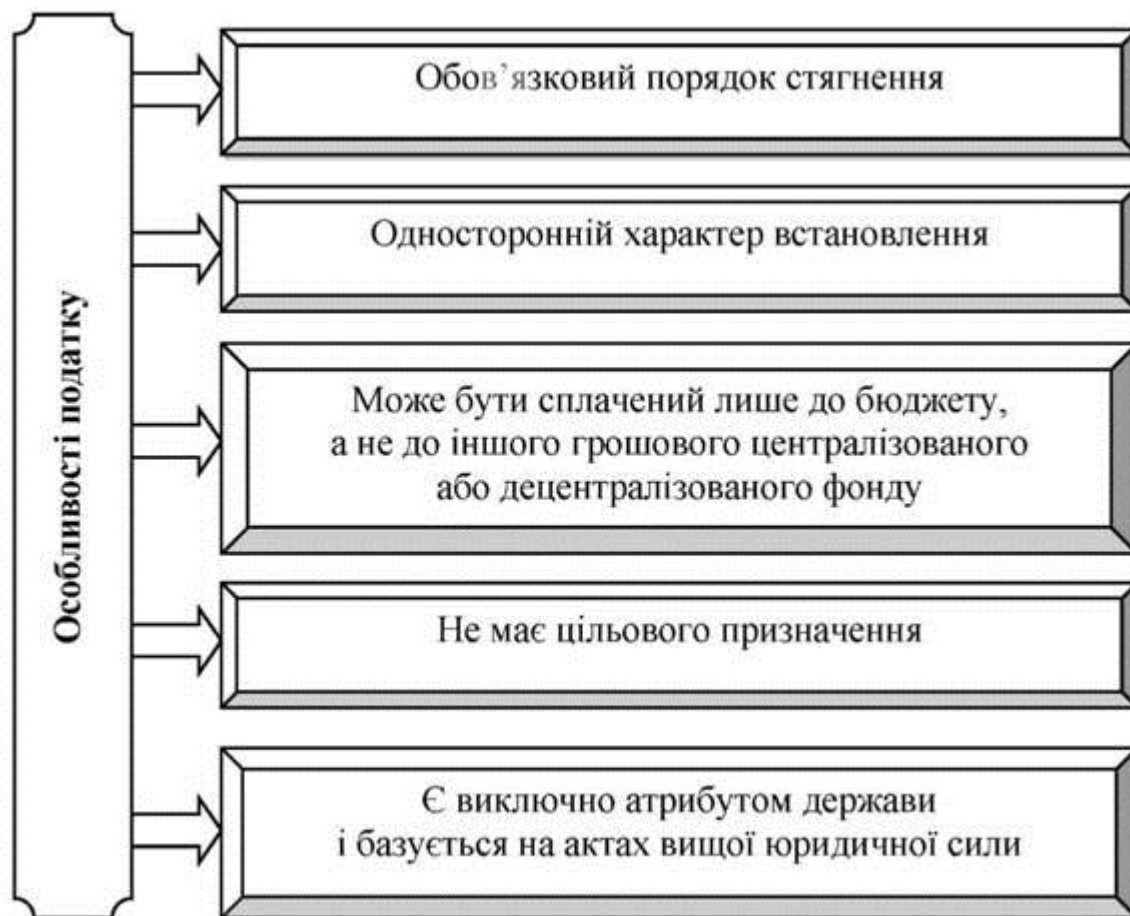 Особливості податку
Обов’язковий порядок стягнення
Односторонній характер встановлення
Може бути сплачений лише до бюджету,
а не до іншого грошового централізованого
або децентралізованого фонду
Не має цільового призначення
Є виключно атрибутом держави
і базується на актах вищої юридичної сили